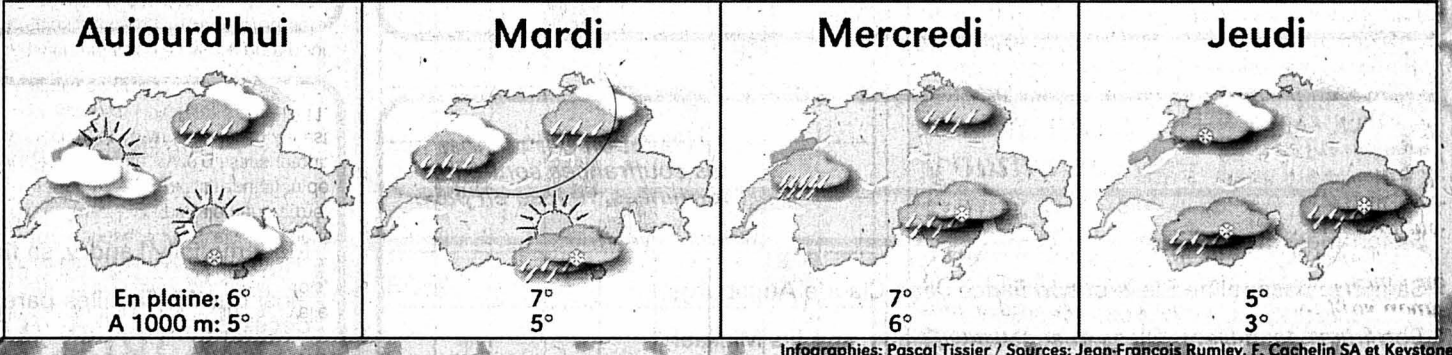 Aujourd'hui
En plaine: 6°
A 1000 m: 5°
Mardi
7°
5°
Mercredi
7°
6°
Jeudi
5°
3°
Infographies: Pascal Tissier / Sources: Jean-François Rumley, F. Cachelin SA et Keyston